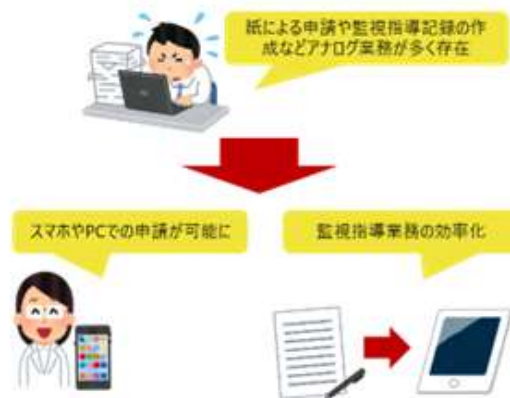 紙による申請や監視指導記録の作
成などアナログ業務が多く存在
スマホやPCでの申請が可能に
監視指導業務の効率化